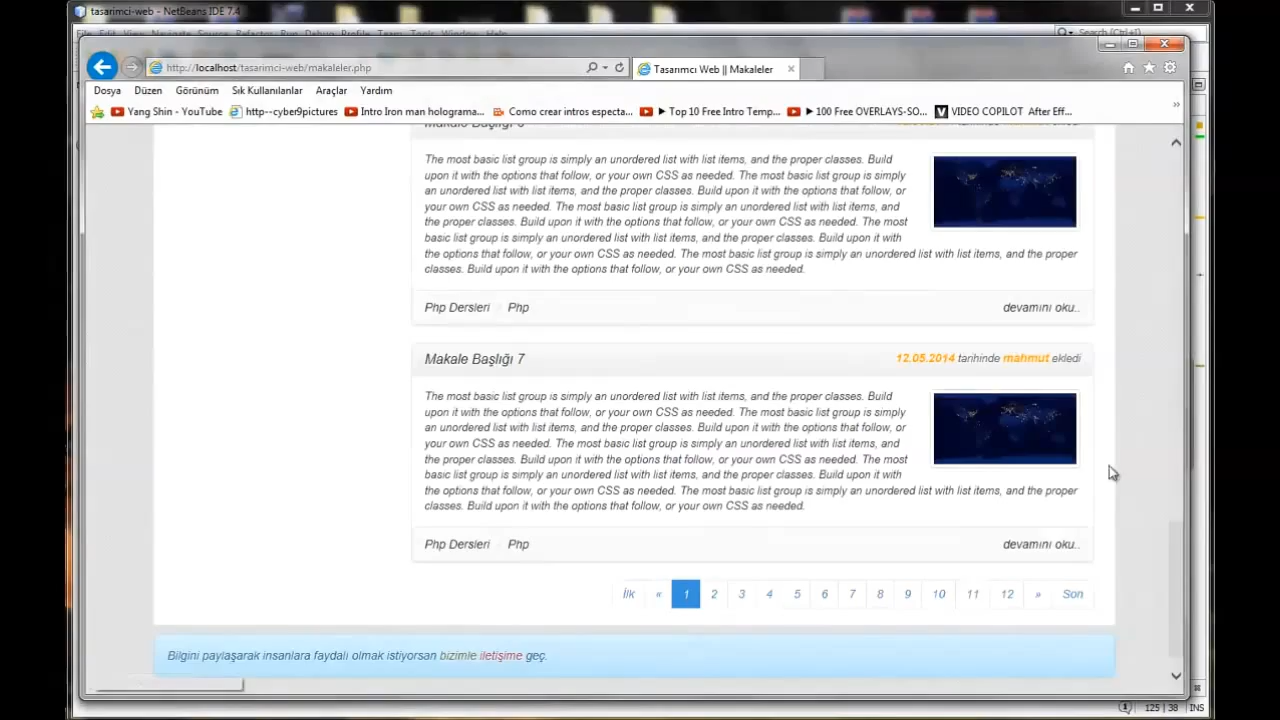 tasarimci-web - NetBeans IDE 7.4
File Edit View Navigate Source Refactor Run Debug Profile Team Tools Window Help
Search (Ctrl+I)
http://localhost/tasarimci-web/makaleler.php
Tasarımcı Web || Makaleler
Dosya Düzen Görünüm Sık Kullanılanlar Araçlar Yardım
Yang Shin - YouTube
http--cyber9pictures
Intro Iron man holograma...
Como crear intros especta...
► Top 10 Free Intro Temp...
► 100 Free OVERLAYS-SO...
VIDEO COPILOT After Eff...
The most basic list group is simply an unordered list with list items, and the proper classes. Build
upon it with the options that follow, or your own CSS as needed. The most basic list group is simply
an unordered list with list items, and the proper classes. Build upon it with the options that follow, or
your own CSS as needed. The most basic list group is simply an unordered list with list items, and
the proper classes. Build upon it with the options that follow, or your own CSS as needed. The most
basic list group is simply an unordered list with list items, and the proper classes. Build upon it with
the options that follow, or your own CSS as needed. The most basic list group is simply an unordered list with list items, and the proper
classes. Build upon it with the options that follow, or your own CSS as needed.
Php Dersleri Php devamını oku..
Makale Başlığı 7 12.05.2014 tarihinde mahmut ekledi
The most basic list group is simply an unordered list with list items, and the proper classes. Build
upon it with the options that follow, or your own CSS as needed. The most basic list group is simply
an unordered list with list items, and the proper classes. Build upon it with the options that follow, or
your own CSS as needed. The most basic list group is simply an unordered list with list items, and
the proper classes. Build upon it with the options that follow, or your own CSS as needed. The most
basic list group is simply an unordered list with list items, and the proper classes. Build upon it with
the options that follow, or your own CSS as needed. The most basic list group is simply an unordered list with list items, and the proper
classes. Build upon it with the options that follow, or your own CSS as needed.
Php Dersleri Php devamını oku..
İlk « 1 2 3 4 5 6 7 8 9 10 11 12 » Son
Bilgini paylaşarak insanlara faydalı olmak istiyorsan bizimle iletişime geç.
125 | 38 INS